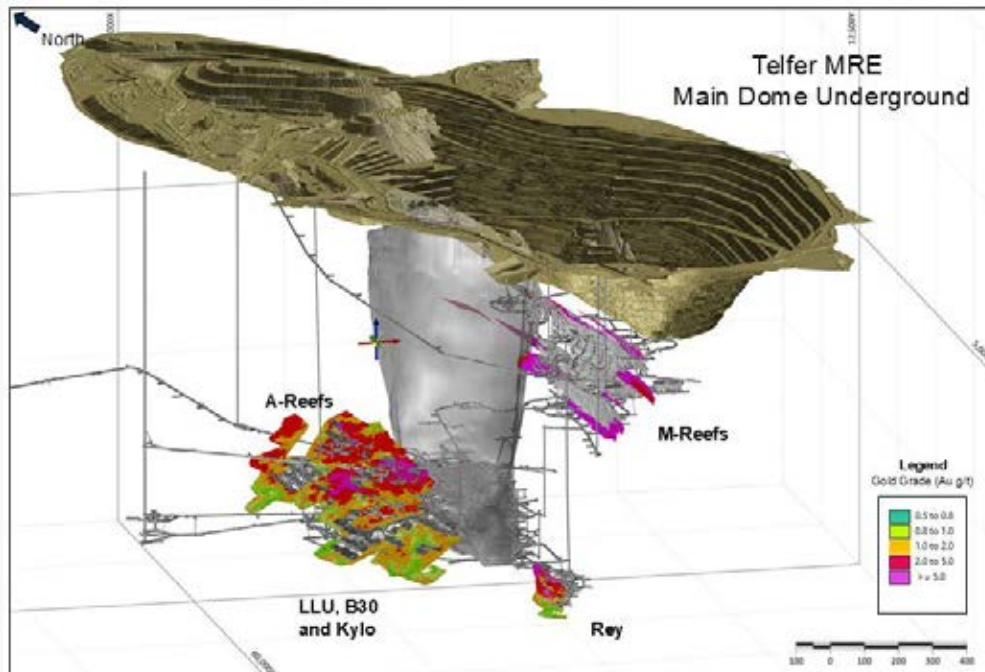 North
Telfer MRE
Main Dome Underground
12,500Y
A-Reefs
M-Reefs
Legend
Gold Grade (Au g/t)
0.5 to 0.8
0.8 to 1.0
1.0 to 2.0
2.0 to 5.0
>= 5.0
LLU, B30
and Kylo
Rey
100 0 100 200 300 400